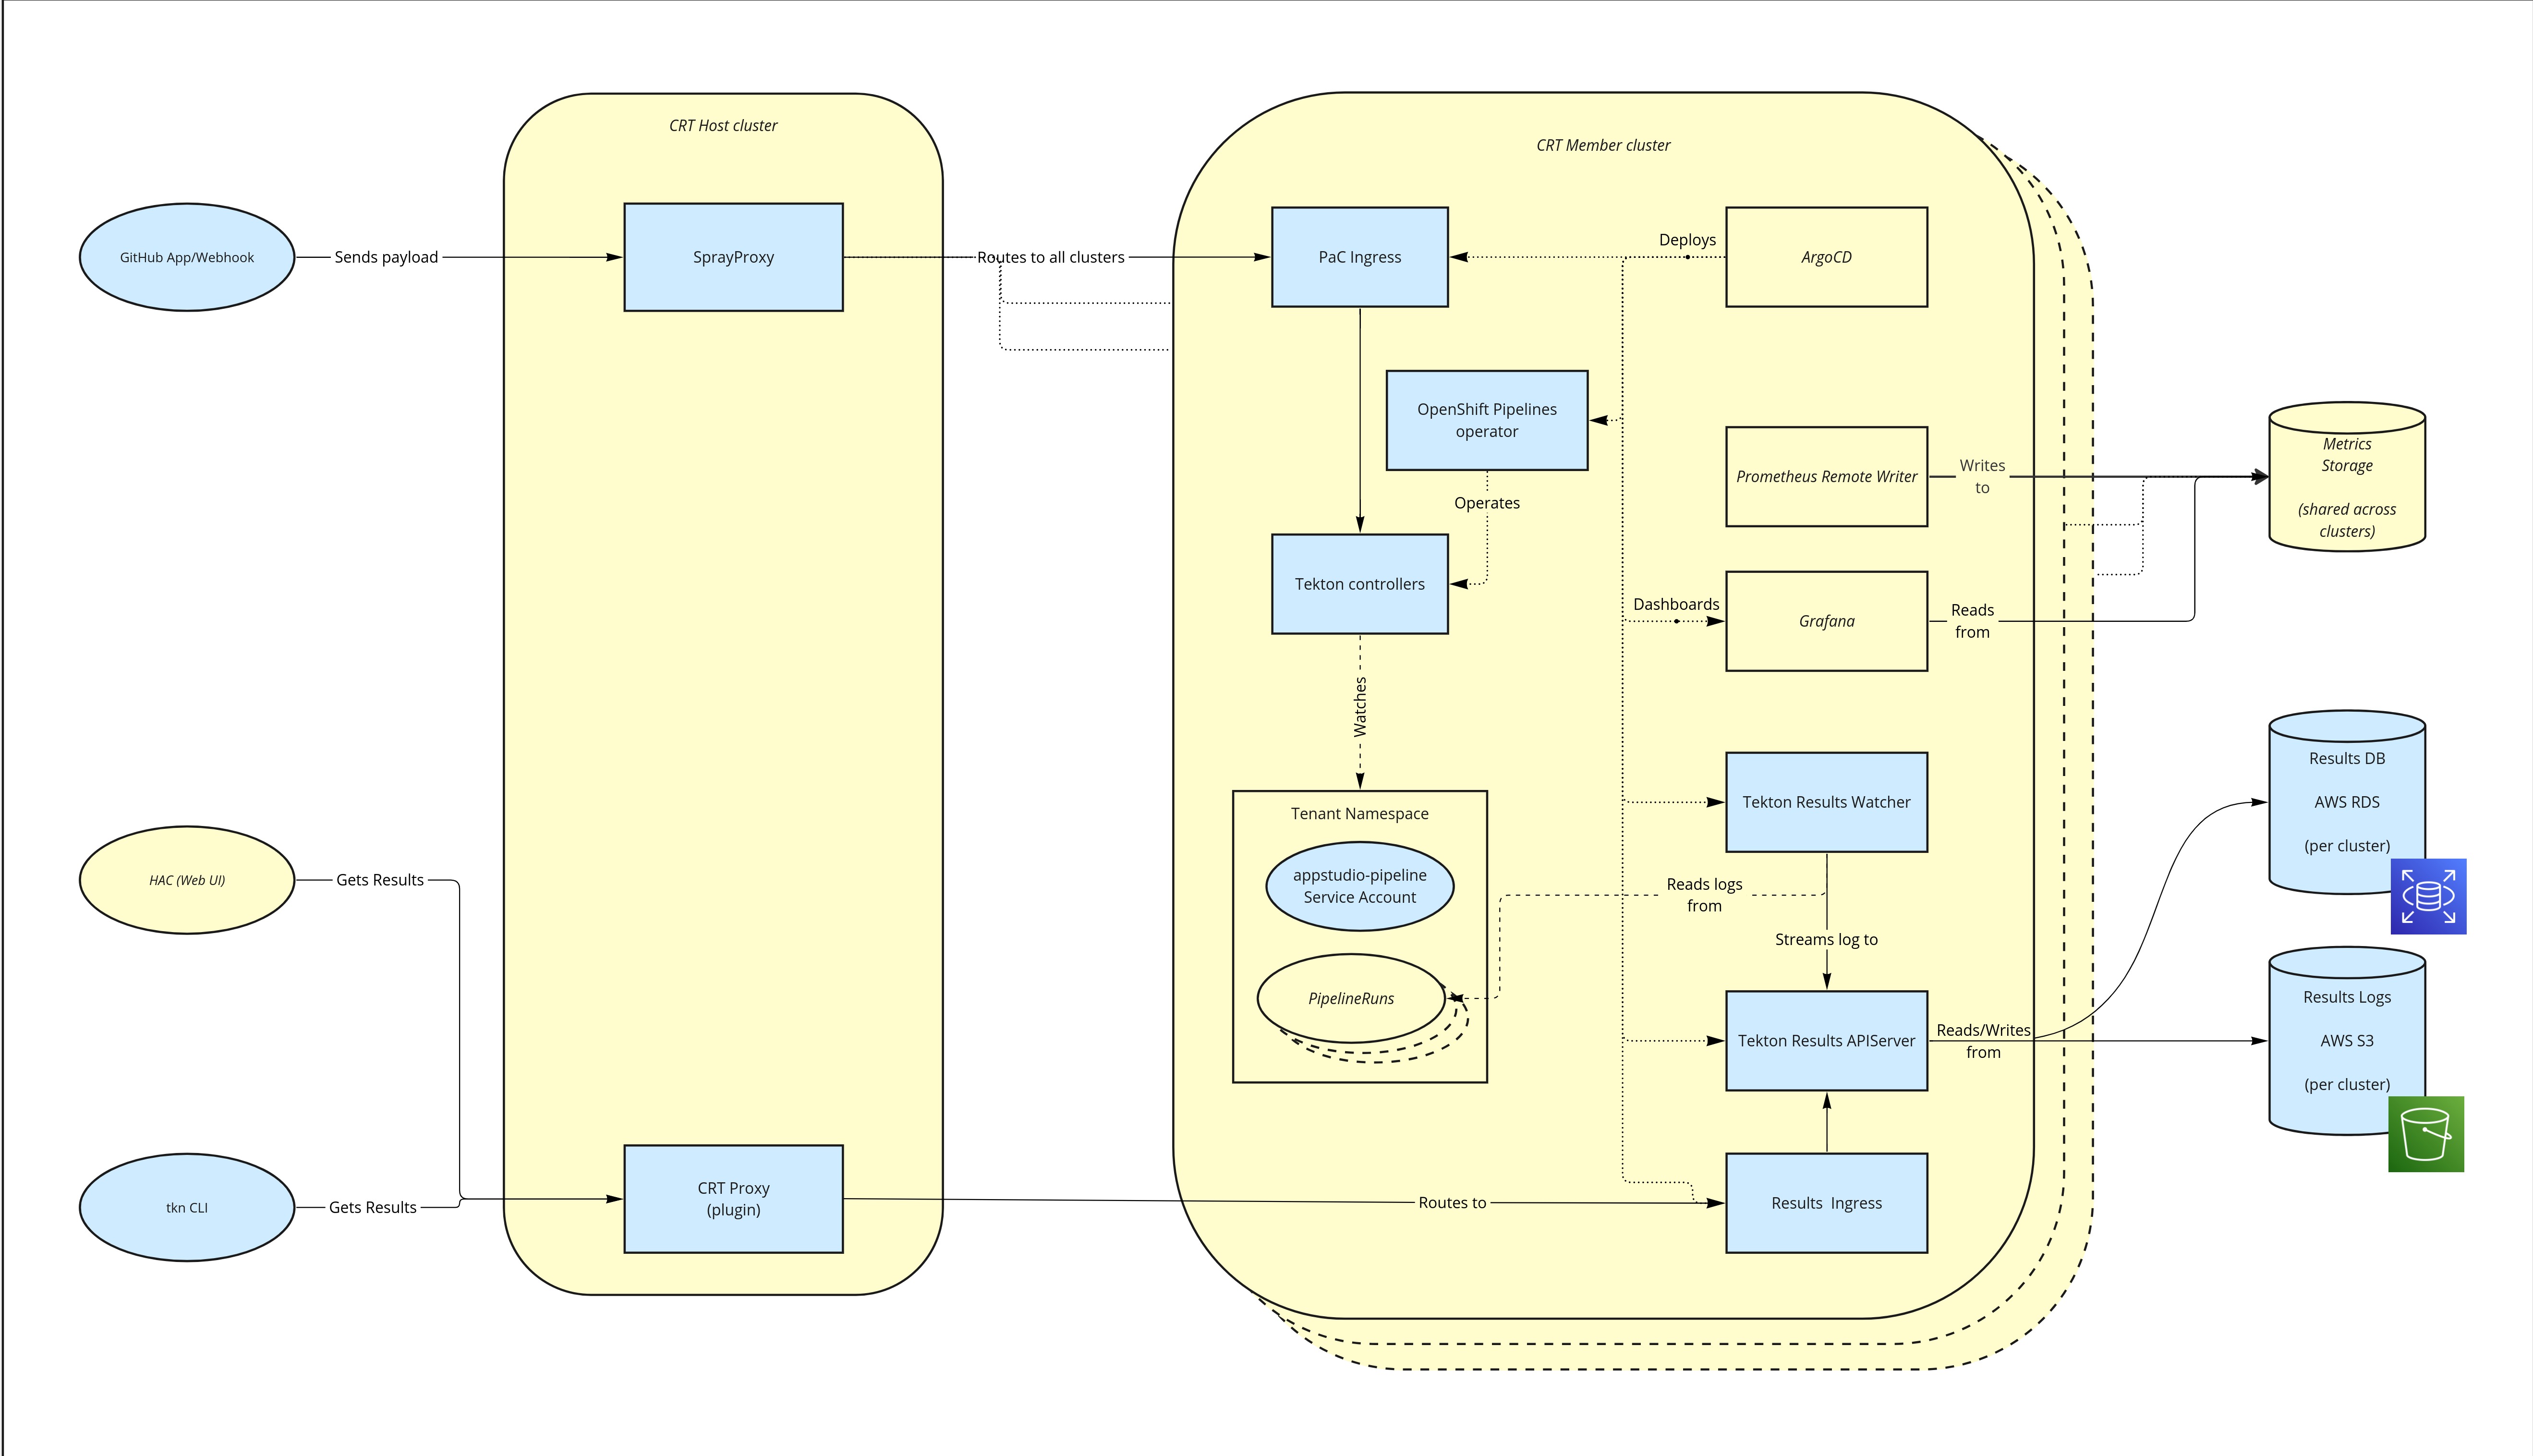 CRT Host cluster
CRT Member cluster
GitHub App/Webhook
Sends payload
SprayProxy
Routes to all clusters
PaC Ingress
Deploys
ArgoCD
OpenShift Pipelines
operator
Operates
Prometheus Remote Writer
Writes
to
Metrics
Storage
(shared across
clusters)
Tekton controllers
Dashboards
Grafana
Reads
from
Watches
Tenant Namespace
appstudio-pipeline
Service Account
PipelineRuns
Tekton Results Watcher
Reads logs
from
Streams log to
Results DB
AWS RDS
(per cluster)
HAC (Web UI)
Gets Results
Tekton Results APIServer
Reads/Writes
from
Results Logs
AWS S3
(per cluster)
tkn CLI
Gets Results
CRT Proxy
(plugin)
Routes to
Results Ingress